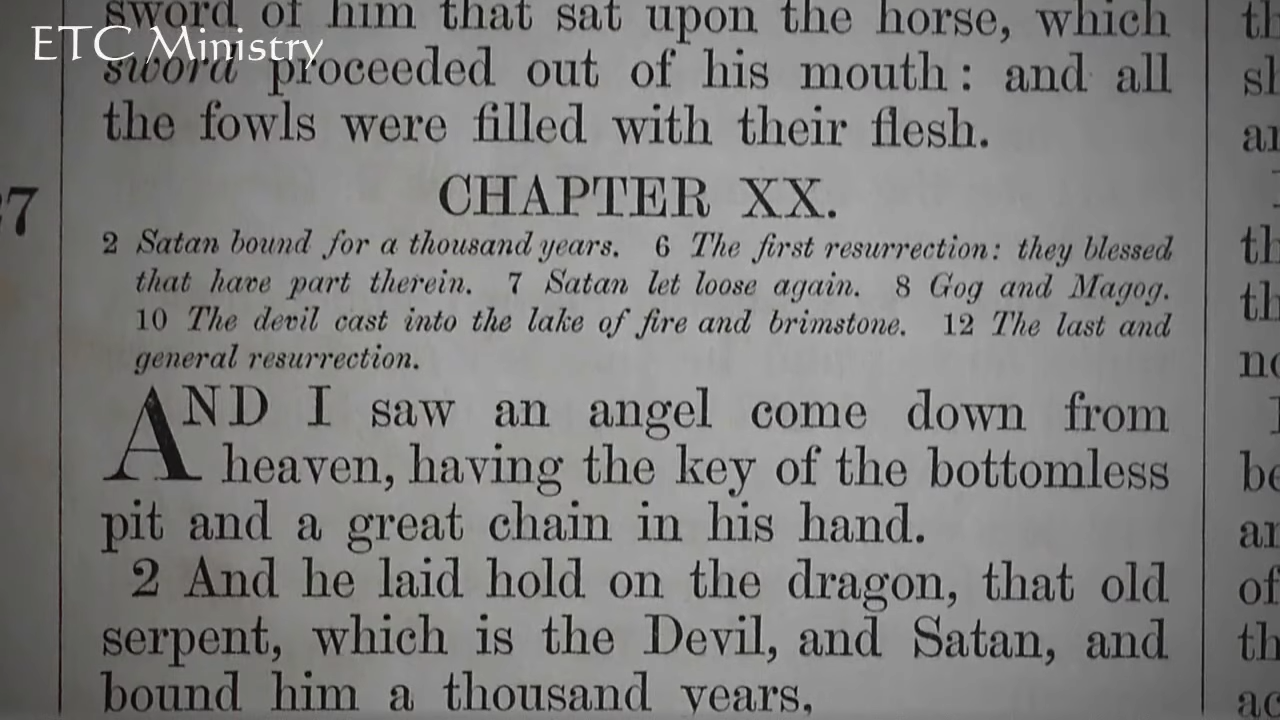 ETC Ministry
sword of him that sat upon the horse, which
sword proceeded out of his mouth: and all
the fowls were filled with their flesh.
CHAPTER XX.
2 Satan bound for a thousand years. 6 The first resurrection: they blessed
that have part therein. 7 Satan let loose again. 8 Gog and Magog.
10 The devil cast into the lake of fire and brimstone. 12 The last and
general resurrection.
AND I saw an angel come down from
heaven, having the key of the bottomless
pit and a great chain in his hand.
2 And he laid hold on the dragon, that old
serpent, which is the Devil, and Satan, and
bound him a thousand years,